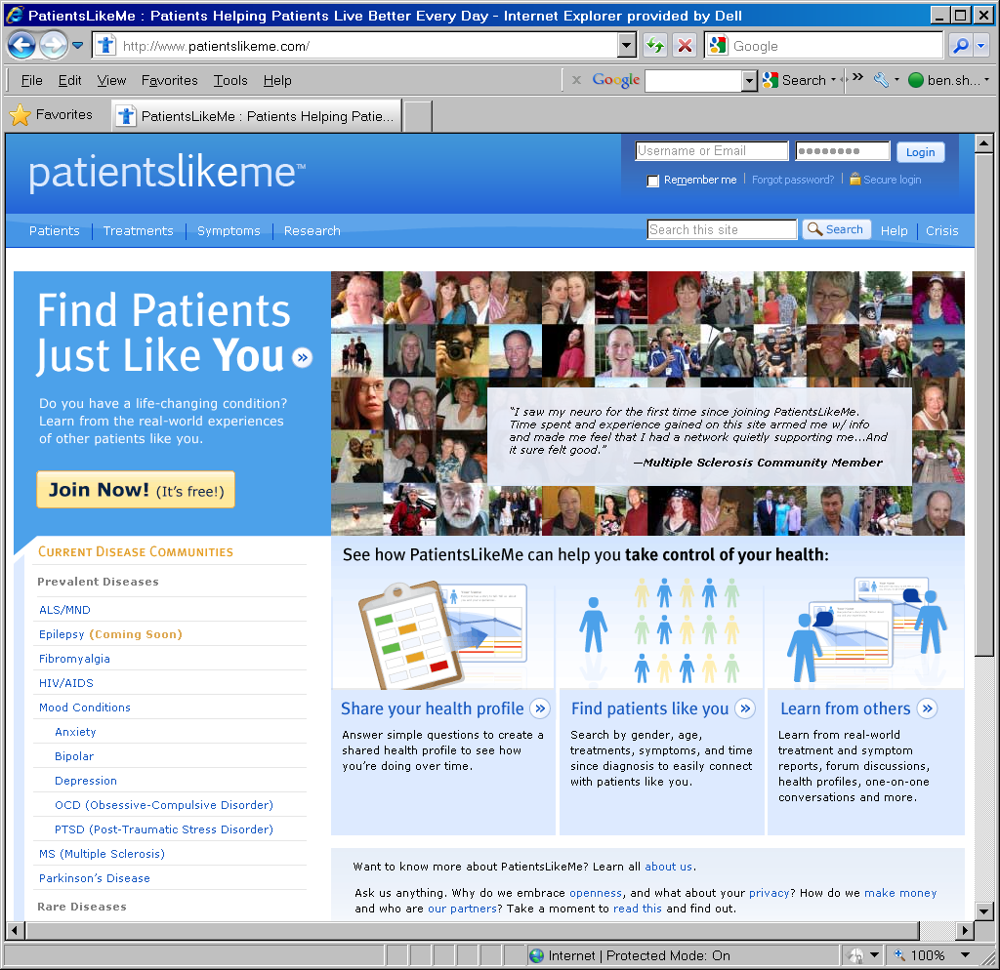 PatientsLikeMe : Patients Helping Patients Live Better Every Day - Internet Explorer provided by Dell
http://www.patientslikeme.com/
Google
File Edit View Favorites Tools Help
x Google Search » ben.sh...
Favorites
PatientsLikeMe : Patients Helping Patie...
patientslikeme™
Username or Email
Login
Remember me | Forgot password? | Secure login
Patients | Treatments | Symptoms | Research
Search this site
Search
Help | Crisis
Find Patients
Just Like You »
Do you have a life-changing condition?
Learn from the real-world experiences
of other patients like you.
Join Now! (It's free!)
"I saw my neuro for the first time since joining PatientsLikeMe.
Time spent and experience gained on this site armed me w/ info
and made me feel that I had a network quietly supporting me...And
it sure felt good."
—Multiple Sclerosis Community Member
CURRENT DISEASE COMMUNITIES
Prevalent Diseases
ALS/MND
Epilepsy (Coming Soon)
Fibromyalgia
HIV/AIDS
Mood Conditions
Anxiety
Bipolar
Depression
OCD (Obsessive-Compulsive Disorder)
PTSD (Post-Traumatic Stress Disorder)
MS (Multiple Sclerosis)
Parkinson's Disease
Rare Diseases
See how PatientsLikeMe can help you take control of your health:
Share your health profile »
Answer simple questions to create a
shared health profile to see how
you're doing over time.
Find patients like you »
Search by gender, age,
treatments, symptoms, and time
since diagnosis to easily connect
with patients like you.
Learn from others »
Learn from real-world
treatment and symptom
reports, forum discussions,
health profiles, one-on-one
conversations and more.
Want to know more about PatientsLikeMe? Learn all about us.
Ask us anything. Why do we embrace openness, and what about your privacy? How do we make money
and who are our partners? Take a moment to read this and find out.
Internet | Protected Mode: On
100%